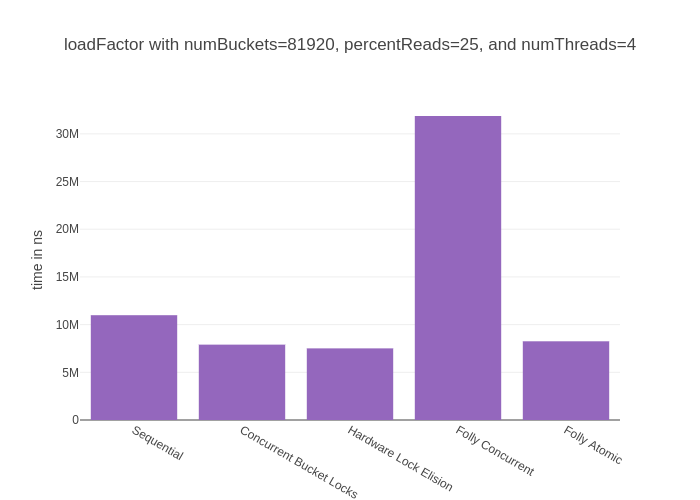 loadFactor with numBuckets=81920, percentReads=25, and numThreads=4
time in ns
30M
25M
20M
15M
10M
5M
0
Sequential
Concurrent Bucket Locks
Hardware Lock Elision
Folly Concurrent
Folly Atomic